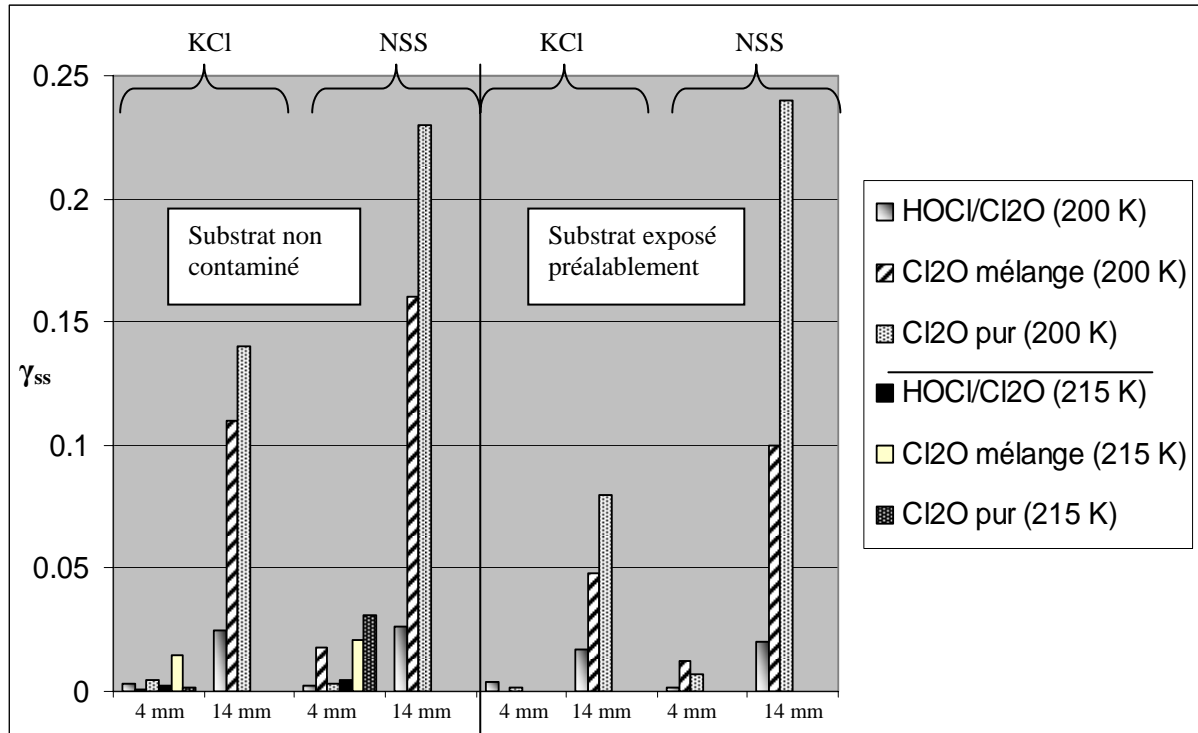 KCl NSS KCl NSS
0.25
0.2
0.15
0.1
0.05
0
γss
Substrat non
contaminé
Substrat exposé
préalablement
4 mm 14 mm 4 mm 14 mm 4 mm 14 mm 4 mm 14 mm
HOCl/Cl2O (200 K)
Cl2O mélange (200 K)
Cl2O pur (200 K)
HOCl/Cl2O (215 K)
Cl2O mélange (215 K)
Cl2O pur (215 K)